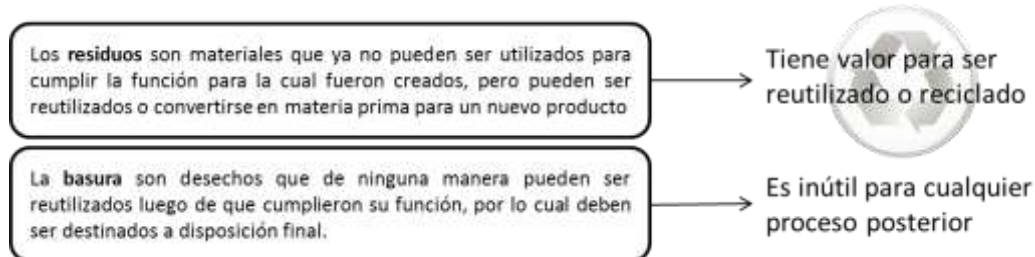 Los residuos son materiales que ya no pueden ser utilizados para
cumplir la función para la cual fueron creados, pero pueden ser
reutilizados o convertirse en materia prima para un nuevo producto
Tiene valor para ser
reutilizado o reciclado
La basura son desechos que de ninguna manera pueden ser
reutilizados luego de que cumplieron su función, por lo cual deben
ser destinados a disposición final.
Es inútil para cualquier
proceso posterior